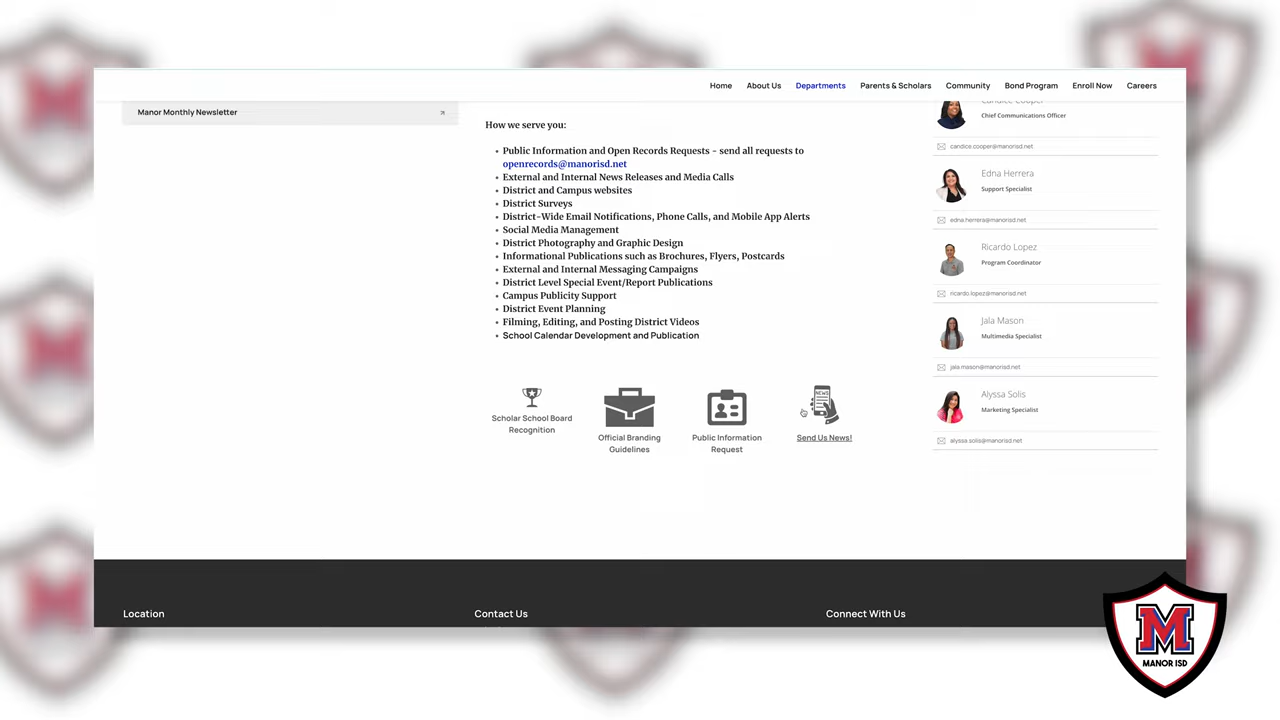 Home About Us Departments Parents & Scholars Community Bond Program Enroll Now Careers
Manor Monthly Newsletter
How we serve you:
• Public Information and Open Records Requests - send all requests to
openrecords@manorisd.net
• External and Internal News Releases and Media Calls
• District and Campus websites
• District Surveys
• District-Wide Email Notifications, Phone Calls, and Mobile App Alerts
• Social Media Management
• District Photography and Graphic Design
• Informational Publications such as Brochures, Flyers, Postcards
• External and Internal Messaging Campaigns
• District Level Special Event/Report Publications
• Campus Publicity Support
• District Event Planning
• Filming, Editing, and Posting District Videos
• School Calendar Development and Publication
Scholar School Board
Recognition
Official Branding
Guidelines
Public Information
Request
NEWS
Send Us News!
Candice Cooper
Chief Communications Officer
candice.cooper@manorisd.net
Edna Herrera
Support Specialist
edna.herrera@manorisd.net
Ricardo Lopez
Program Coordinator
ricardo.lopez@manorisd.net
Jala Mason
Multimedia Specialist
jala.mason@manorisd.net
Alyssa Solis
Marketing Specialist
alyssa.solis@manorisd.net
Location
Contact Us
Connect With Us
M
MANOR ISD